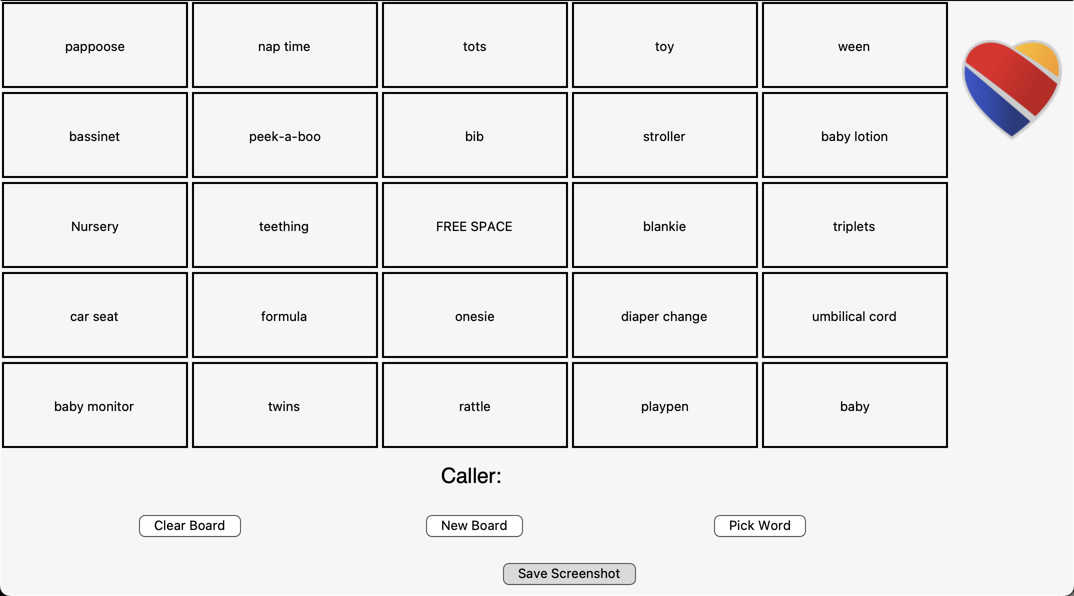 pappoose
nap time
tots
toy
ween
bassinet
peek-a-boo
bib
stroller
baby lotion
Nursery
teething
FREE SPACE
blankie
triplets
car seat
formula
onesie
diaper change
umbilical cord
baby monitor
twins
rattle
playpen
baby
Caller:
Clear Board
New Board
Pick Word
Save Screenshot